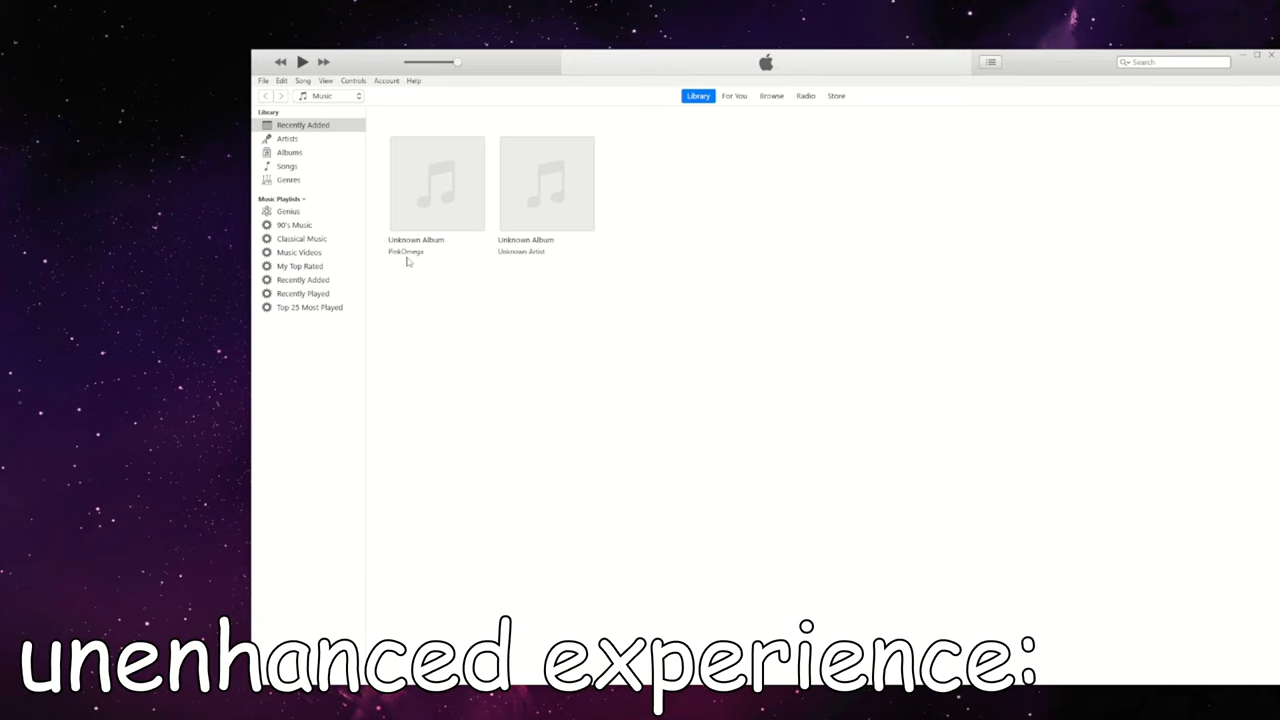 Search
File Edit Song View Controls Account Help
Music
Library For You Browse Radio Store
Library
Recently Added
Artists
Albums
Songs
Genres
Music Playlists
Genius
90's Music
Classical Music
Music Videos
My Top Rated
Recently Added
Recently Played
Top 25 Most Played
Unknown Album
PinkOmega
Unknown Album
Unknown Artist
unenhanced experience: